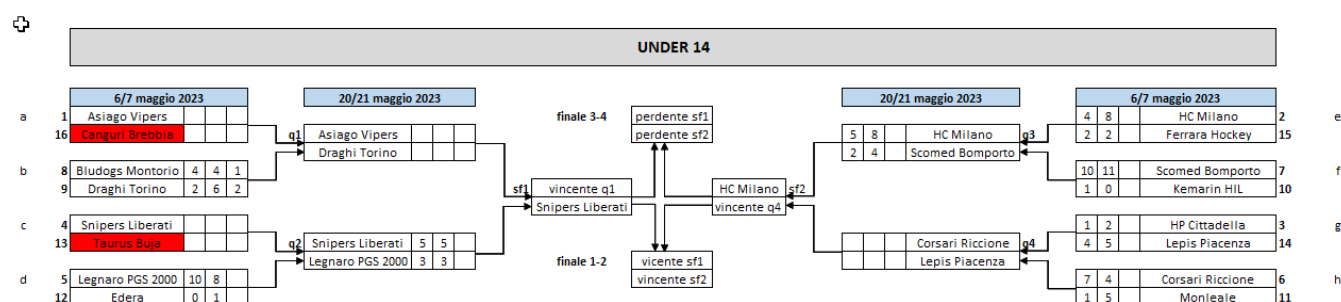 UNDER 14
6/7 maggio 2023 20/21 maggio 2023 20/21 maggio 2023 6/7 maggio 2023
a 1 Asiago Vipers finale 3-4 perdente sf1 4 8 HC Milano 2 e
16 Canguri Brebbia q1 Asiago Vipers perdente sf2 5 8 HC Milano q3 2 2 Ferrara Hockey 15
Draghi Torino 2 4 Scomed Bomporto
b 8 Bludogs Montorio 4 4 1 10 11 Scomed Bomporto 7 f
9 Draghi Torino 2 6 2 sf1 vincente q1 HC Milano sf2 1 0 Kemarin HIL 10
Snipers Liberati vincente q4
c 4 Snipers Liberati 1 2 HP Cittadella 3 g
13 Taurus Buja q2 Snipers Liberati 5 5 Corsari Riccione q4 4 5 Lepis Piacenza 14
Legnaro PGS 2000 3 3 finale 1-2 vicente sf1 Lepis Piacenza
d 5 Legnaro PGS 2000 10 8 vincente sf2 7 4 Corsari Riccione 6 h
12 Edera 0 1 1 5 Monleale 11